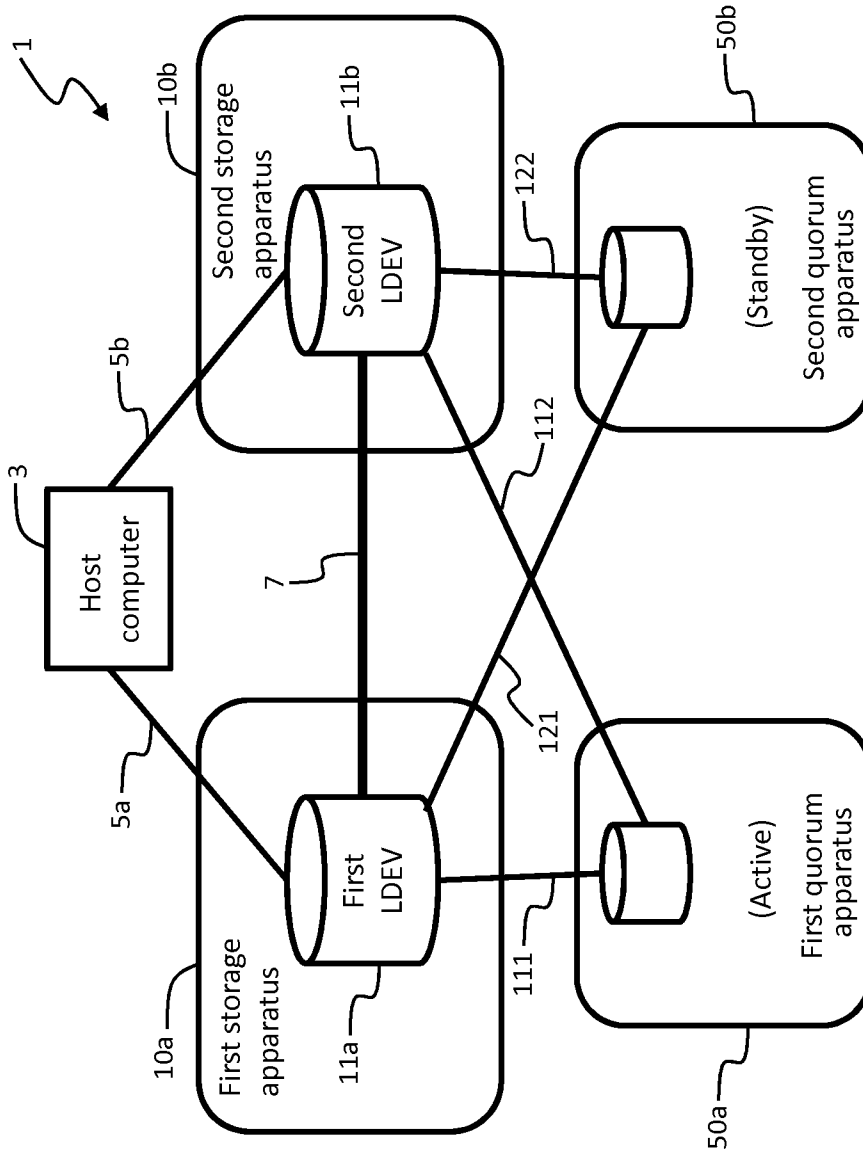 1
3
Host
computer
5a
5b
10a
First storage
apparatus
10b
Second storage
apparatus
First
LDEV
11a
7
Second
LDEV
11b
111
121
112
122
(Active)
First quorum
apparatus
50a
(Standby)
Second quorum
apparatus
50b